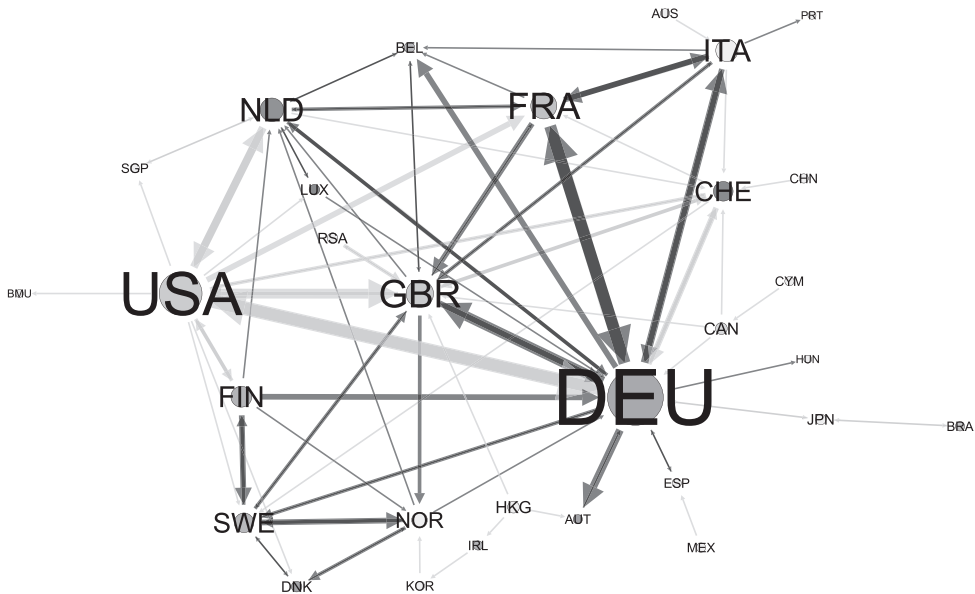 AUS
PRT
BEL
ITA
NLD
FRA
SGP
LUX
CHE
CHN
RSA
USA
GBR
BMU
CYM
CAN
HUN
FIN
DEU
JPN
BRA
ESP
SWE
NOR
HKG
AUT
IRL
MEX
DNK
KOR